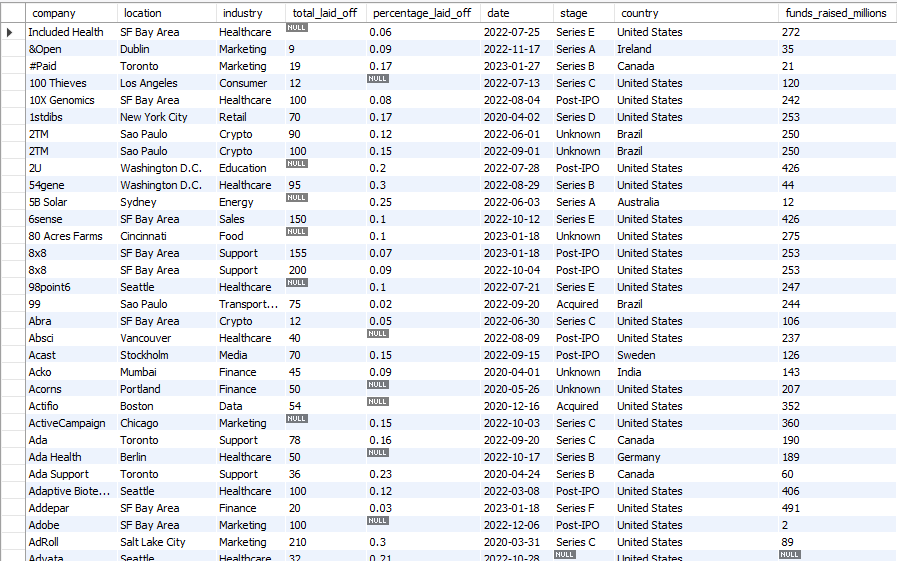 company location industry total_laid_off percentage_laid_off date stage country funds_raised_millions
Included Health SF Bay Area Healthcare NULL 0.06 2022-07-25 Series E United States 272
&Open Dublin Marketing 9 0.09 2022-11-17 Series A Ireland 35
#Paid Toronto Marketing 19 0.17 2023-01-27 Series B Canada 21
100 Thieves Los Angeles Consumer 12 NULL 2022-07-13 Series C United States 120
10X Genomics SF Bay Area Healthcare 100 0.08 2022-08-04 Post-IPO United States 242
1stdibs New York City Retail 70 0.17 2020-04-02 Series D United States 253
2TM Sao Paulo Crypto 90 0.12 2022-06-01 Unknown Brazil 250
2TM Sao Paulo Crypto 100 0.15 2022-09-01 Unknown Brazil 250
2U Washington D.C. Education NULL 0.2 2022-07-28 Post-IPO United States 426
54gene Washington D.C. Healthcare 95 0.3 2022-08-29 Series B United States 44
5B Solar Sydney Energy NULL 0.25 2022-06-03 Series A Australia 12
6sense SF Bay Area Sales 150 0.1 2022-10-12 Series E United States 426
80 Acres Farms Cincinnati Food NULL 0.1 2023-01-18 Unknown United States 275
8x8 SF Bay Area Support 155 0.07 2023-01-18 Post-IPO United States 253
8x8 SF Bay Area Support 200 0.09 2022-10-04 Post-IPO United States 253
98point6 Seattle Healthcare NULL 0.1 2022-07-21 Series E United States 247
99 Sao Paulo Transport... 75 0.02 2022-09-20 Acquired Brazil 244
Abra SF Bay Area Crypto 12 0.05 2022-06-30 Series C United States 106
Absci Vancouver Healthcare 40 NULL 2022-08-09 Post-IPO United States 237
Acast Stockholm Media 70 0.15 2022-09-15 Post-IPO Sweden 126
Acko Mumbai Finance 45 0.09 2020-04-01 Unknown India 143
Acorns Portland Finance 50 NULL 2020-05-26 Unknown United States 207
Actifio Boston Data 54 NULL 2020-12-16 Acquired United States 352
ActiveCampaign Chicago Marketing NULL 0.15 2022-10-03 Series C United States 360
Ada Toronto Support 78 0.16 2022-09-20 Series C Canada 190
Ada Health Berlin Healthcare 50 NULL 2022-10-17 Series B Germany 189
Ada Support Toronto Support 36 0.23 2020-04-24 Series B Canada 60
Adaptive Biote... Seattle Healthcare 100 0.12 2022-03-08 Post-IPO United States 406
Addepar SF Bay Area Finance 20 0.03 2023-01-18 Series F United States 491
Adobe SF Bay Area Marketing 100 NULL 2022-12-06 Post-IPO United States 2
AdRoll Salt Lake City Marketing 210 0.3 2020-03-31 Series C United States 89
Advata Seattle Healthcare 32 0.21 2022-10-28 NULL United States NULL